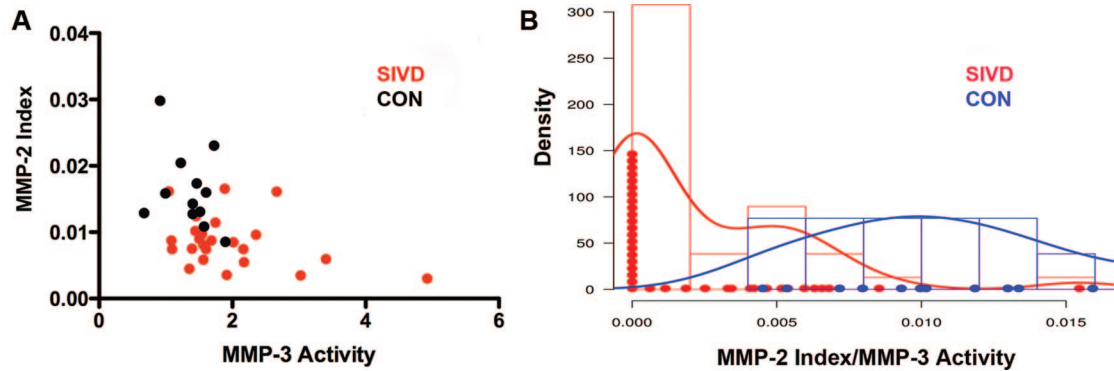 A
MMP-2 Index
0.04
0.03
0.02
0.01
0.00
SIVD
CON
0
2
4
6
MMP-3 Activity
B
Density
300
250
200
150
100
50
0
SIVD
CON
0.000
0.005
0.010
0.015
MMP-2 Index/MMP-3 Activity